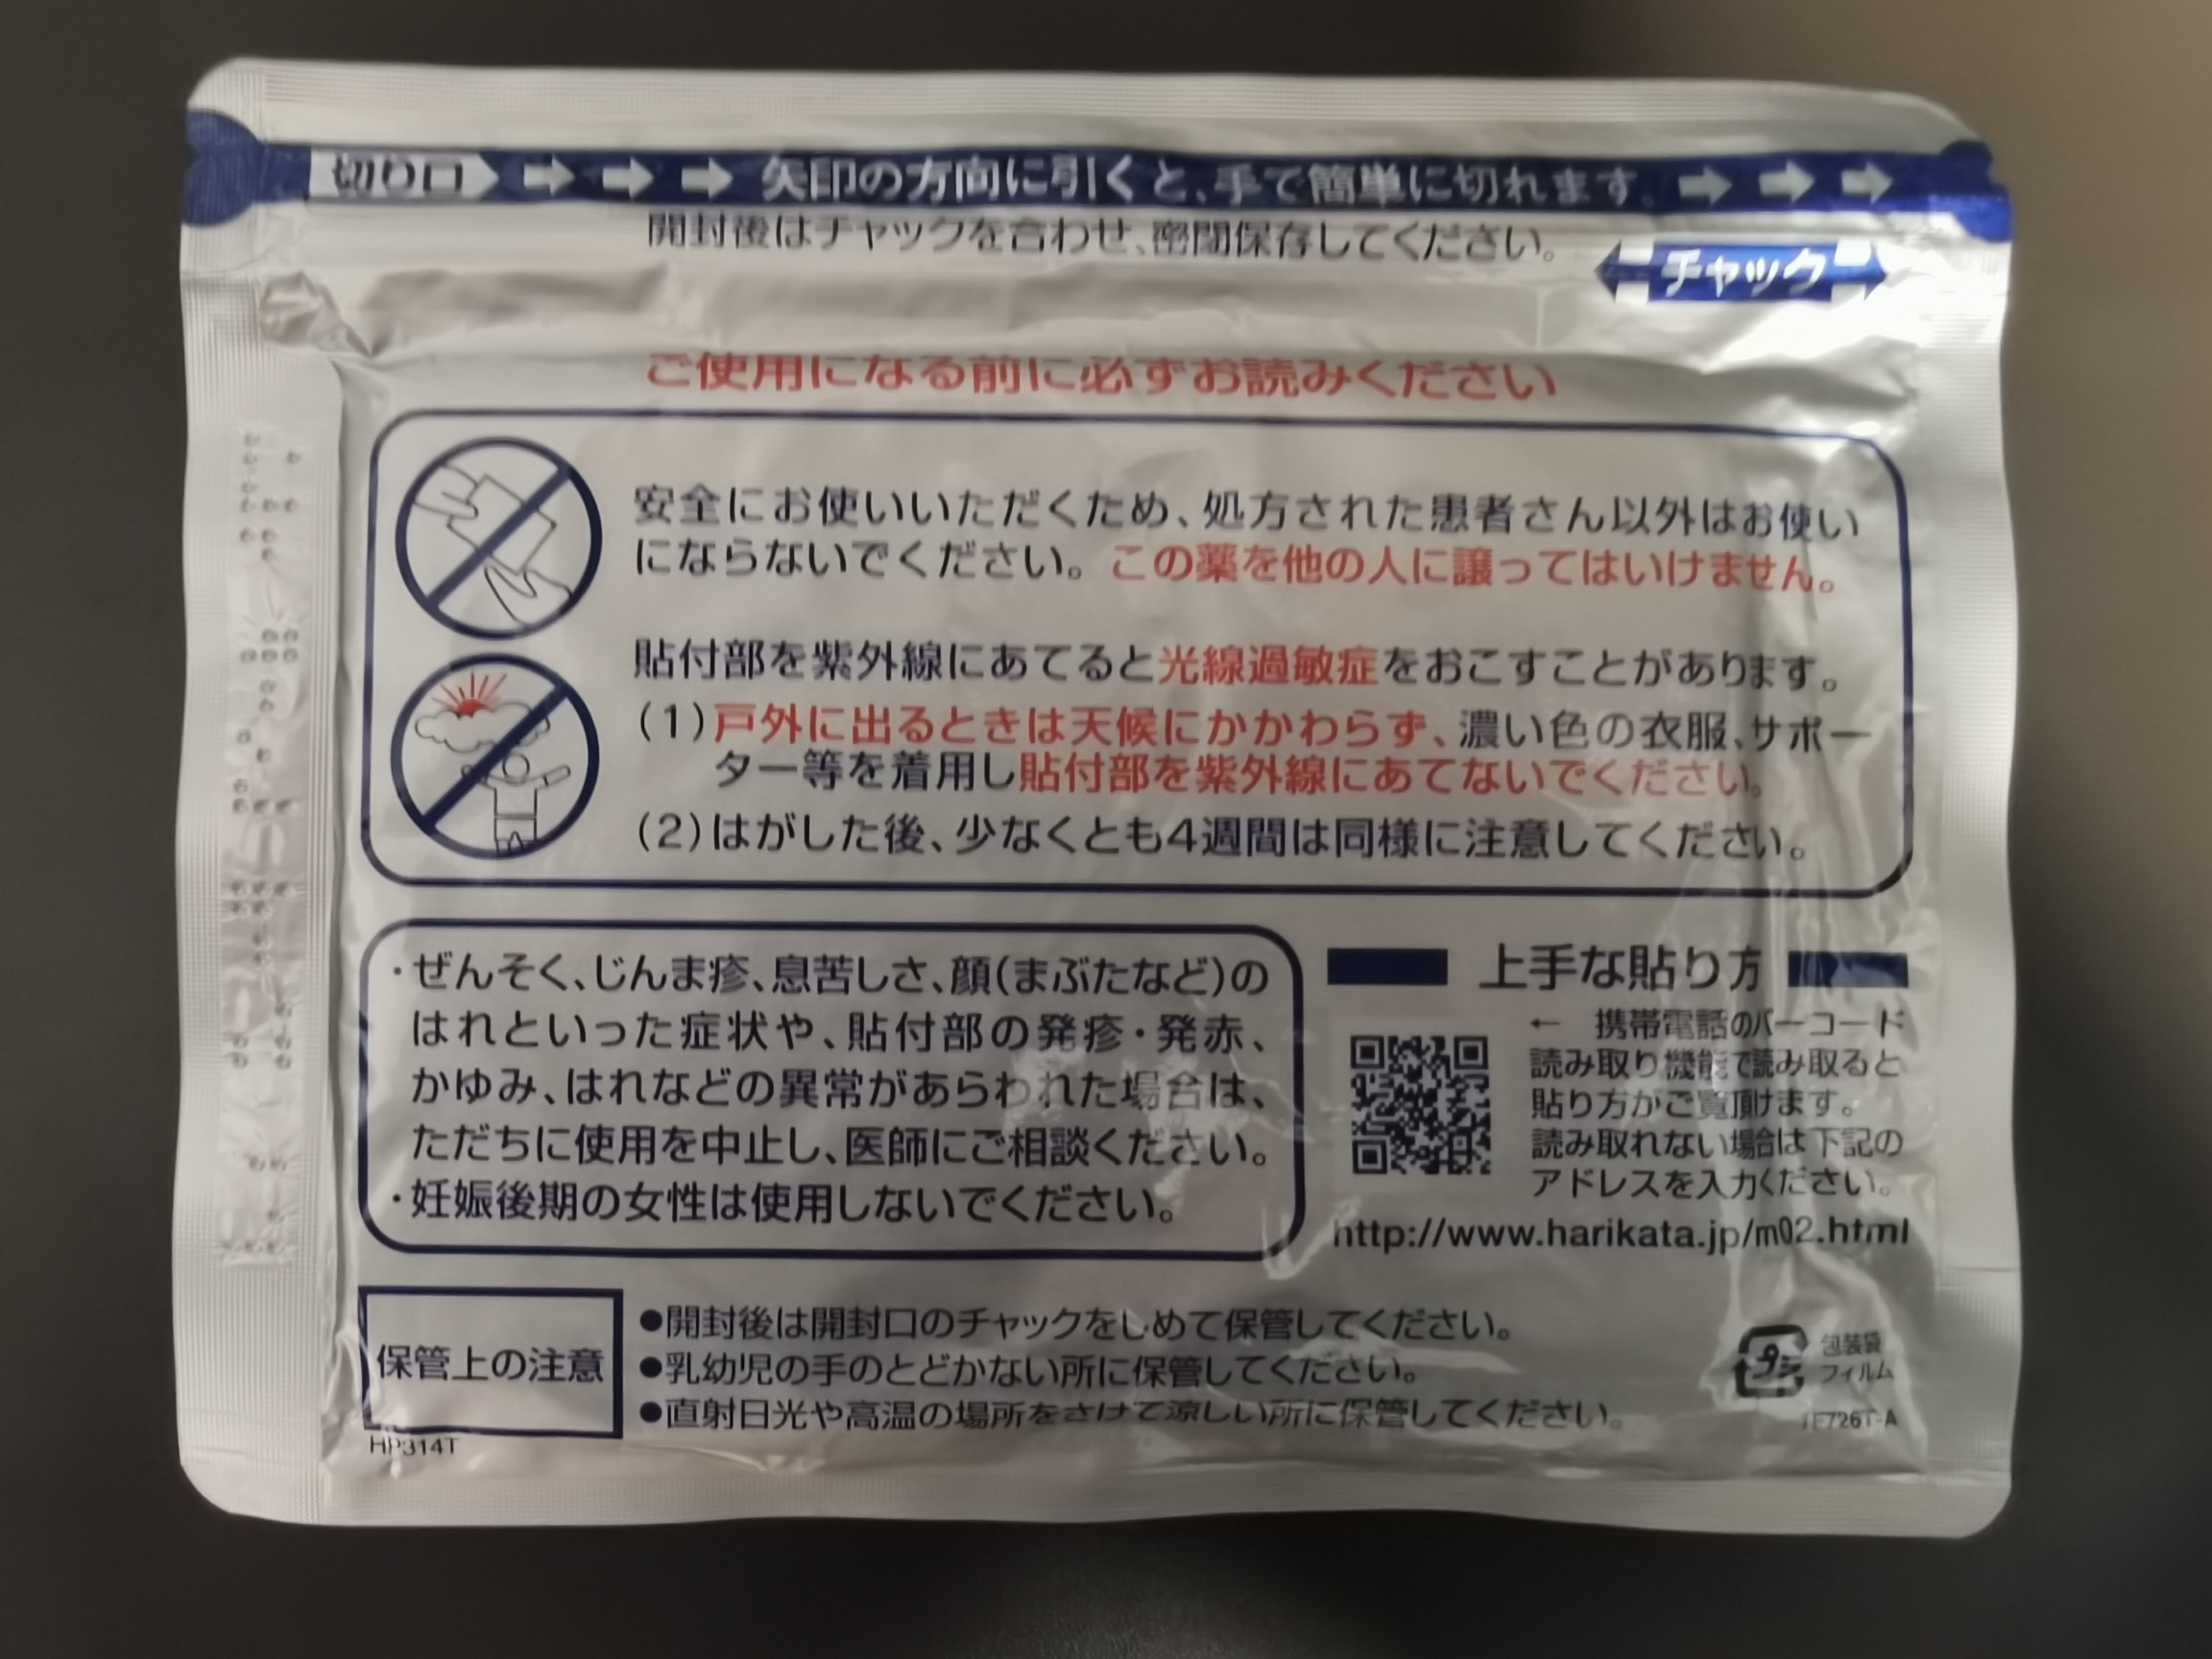 切り口 矢印の方向に引くと、手で簡単に切れます。
開封後はチャックを合わせ、密閉保存してください。
チャック
ご使用になる前に必ずお読みください
安全にお使いいただくため、処方された患者さん以外はお使い
にならないでください。この薬を他の人に譲ってはいけません。
貼付部を紫外線にあてると光線過敏症をおこすことがあります。
(1)戸外に出るときは天候にかかわらず、濃い色の衣服、サポー
ター等を着用し貼付部を紫外線にあてないでください。
(2)はがした後、少なくとも4週間は同様に注意してください。
・ぜんそく、じんま疹、息苦しさ、顔(まぶたなど)の
はれといった症状や、貼付部の発疹・発赤、
かゆみ、はれなどの異常があらわれた場合は、
ただちに使用を中止し、医師にご相談ください。
・妊娠後期の女性は使用しないでください。
上手な貼り方
← 携帯電話のバーコード
読み取り機能で読み取ると
貼り方がご覧頂けます。
読み取れない場合は下記の
アドレスを入力ください。
http://www.harikata.jp/m02.html
保管上の注意
●開封後は開封口のチャックをしめて保管してください。
●乳幼児の手のとどかない所に保管してください。
●直射日光や高温の場所をさけて涼しい所に保管してください。
プラ
包装袋
フィルム
HP314T